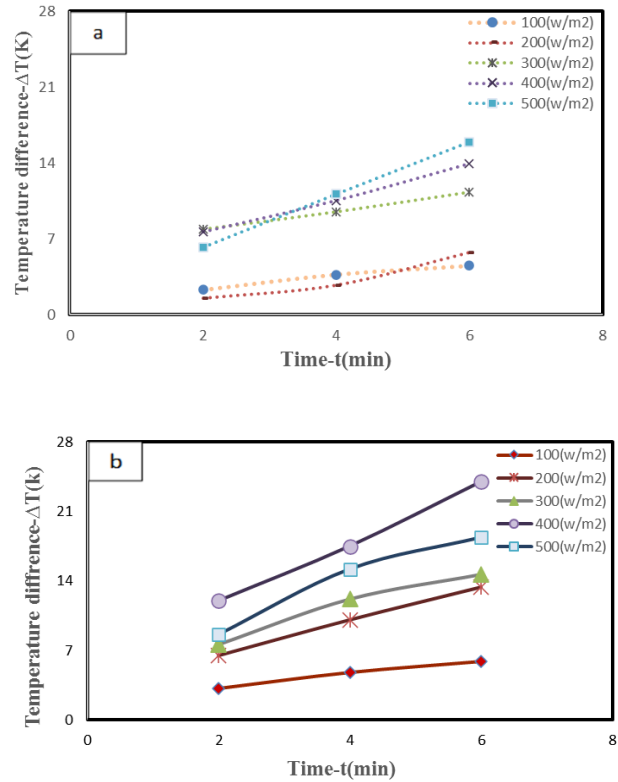 a
28
21
14
7
0
0
2
4
6
8
Temperature difference-ΔT(K)
Time-t(min)
100(w/m2)
200(w/m2)
300(w/m2)
400(w/m2)
500(w/m2)
b
28
21
14
7
0
0
2
4
6
8
Temperature diffrence-ΔT(k)
Time-t(min)
100(w/m2)
200(w/m2)
300(w/m2)
400(w/m2)
500(w/m2)